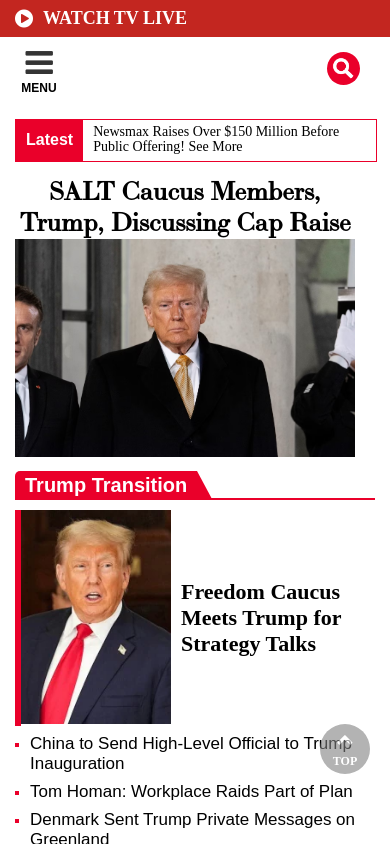 WATCH TV LIVE
MENU
Latest
Newsmax Raises Over $150 Million Before
Public Offering! See More
SALT Caucus Members,
Trump, Discussing Cap Raise
Trump Transition
Freedom Caucus
Meets Trump for
Strategy Talks
China to Send High-Level Official to Trump
Inauguration
TOP
Tom Homan: Workplace Raids Part of Plan
Denmark Sent Trump Private Messages on
Greenland